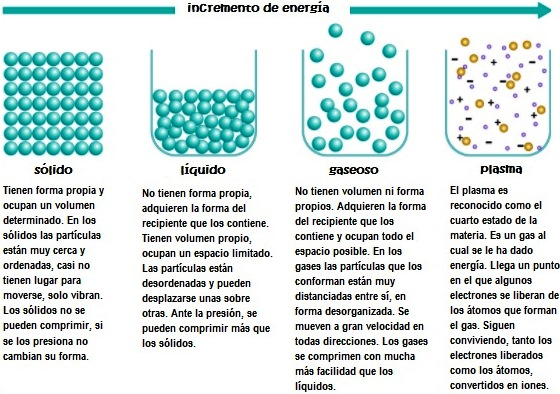 incremento de energía
sólido
Tienen forma propia y
ocupan un volumen
determinado. En los
sólidos las partículas
están muy cerca y
ordenadas, casi no
tienen lugar para
moverse, solo vibran.
Los sólidos no se
pueden comprimir, si
se los presiona no
cambian su forma.
líquido
No tienen forma propia,
adquieren la forma del
recipiente que los contiene.
Tienen volumen propio,
ocupan un espacio limitado.
Las partículas están
desordenadas y pueden
desplazarse unas sobre
otras. Ante la presión, se
pueden comprimir más que
los sólidos.
gaseoso
No tienen volumen ni forma
propios. Adquieren la forma
del recipiente que los
contiene y ocupan todo el
espacio posible. En los
gases las partículas que los
conforman están muy
distanciadas entre sí, en
forma desorganizada. Se
mueven a gran velocidad en
todas direcciones. Los gases
se comprimen con mucha
más facilidad que los
líquidos.
plasma
El plasma es
reconocido como el
cuarto estado de la
materia. Es un gas al
cual se le ha dado
energía. Llega un punto
en el que algunos
electrones se liberan de
los átomos que forman
el gas. Siguen
conviviendo, tanto los
electrones liberados
como los átomos,
convertidos en iones.